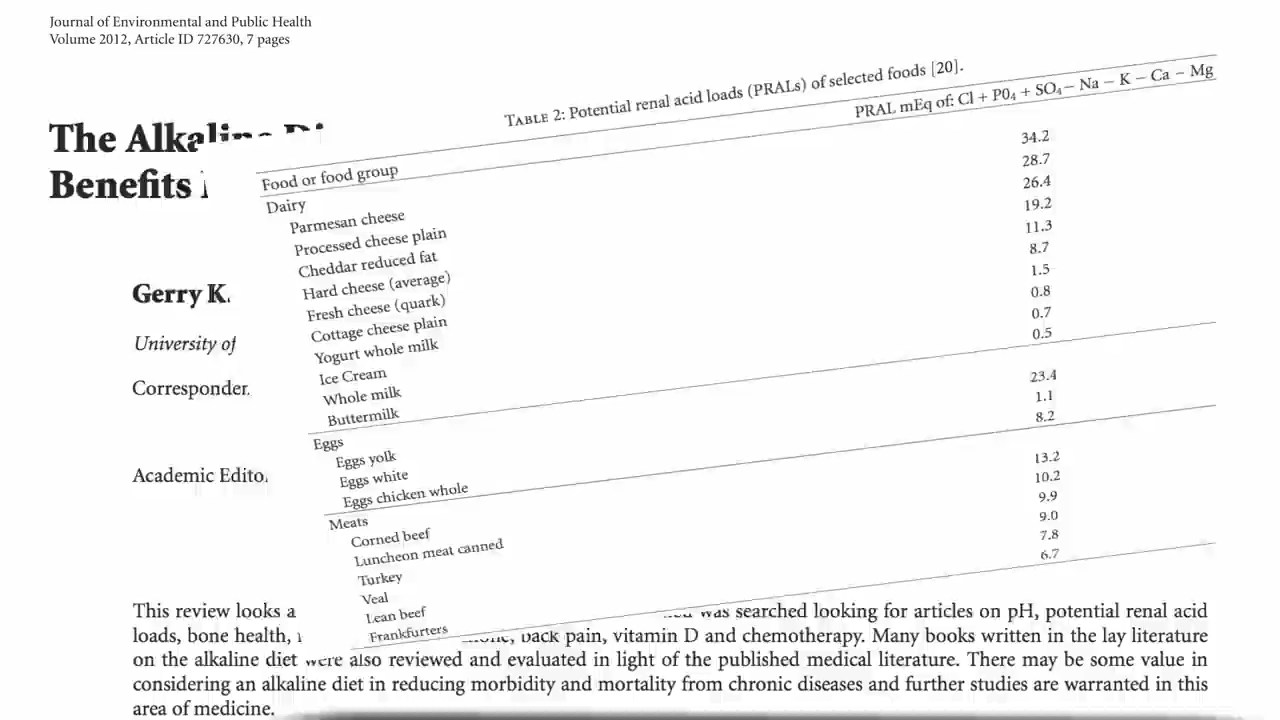 Journal of Environmental and Public Health
Volume 2012, Article ID 727630, 7 pages
The Alkaline Di
Benefits
Gerry K.
University of
Corresponden
Academic Edito
TABLE 2: Potential renal acid loads (PRALs) of selected foods [20].
Food or food group PRAL mEq of: Cl + P0₄ + SO₄ − Na − K − Ca − Mg
Dairy
Parmesan cheese 34.2
Processed cheese plain 28.7
Cheddar reduced fat 26.4
Hard cheese (average) 19.2
Fresh cheese (quark) 11.3
Cottage cheese plain 8.7
Yogurt whole milk 1.5
Ice Cream 0.8
Whole milk 0.7
Buttermilk 0.5
Eggs
Eggs yolk 23.4
Eggs white 1.1
Eggs chicken whole 8.2
Meats
Corned beef 13.2
Luncheon meat canned 10.2
Turkey 9.9
Veal 9.0
Lean beef 7.8
Frankfurters 6.7
This review looks a was searched looking for articles on pH, potential renal acid
loads, bone health, back pain, vitamin D and chemotherapy. Many books written in the lay literature
on the alkaline diet were also reviewed and evaluated in light of the published medical literature. There may be some value in
considering an alkaline diet in reducing morbidity and mortality from chronic diseases and further studies are warranted in this
area of medicine.